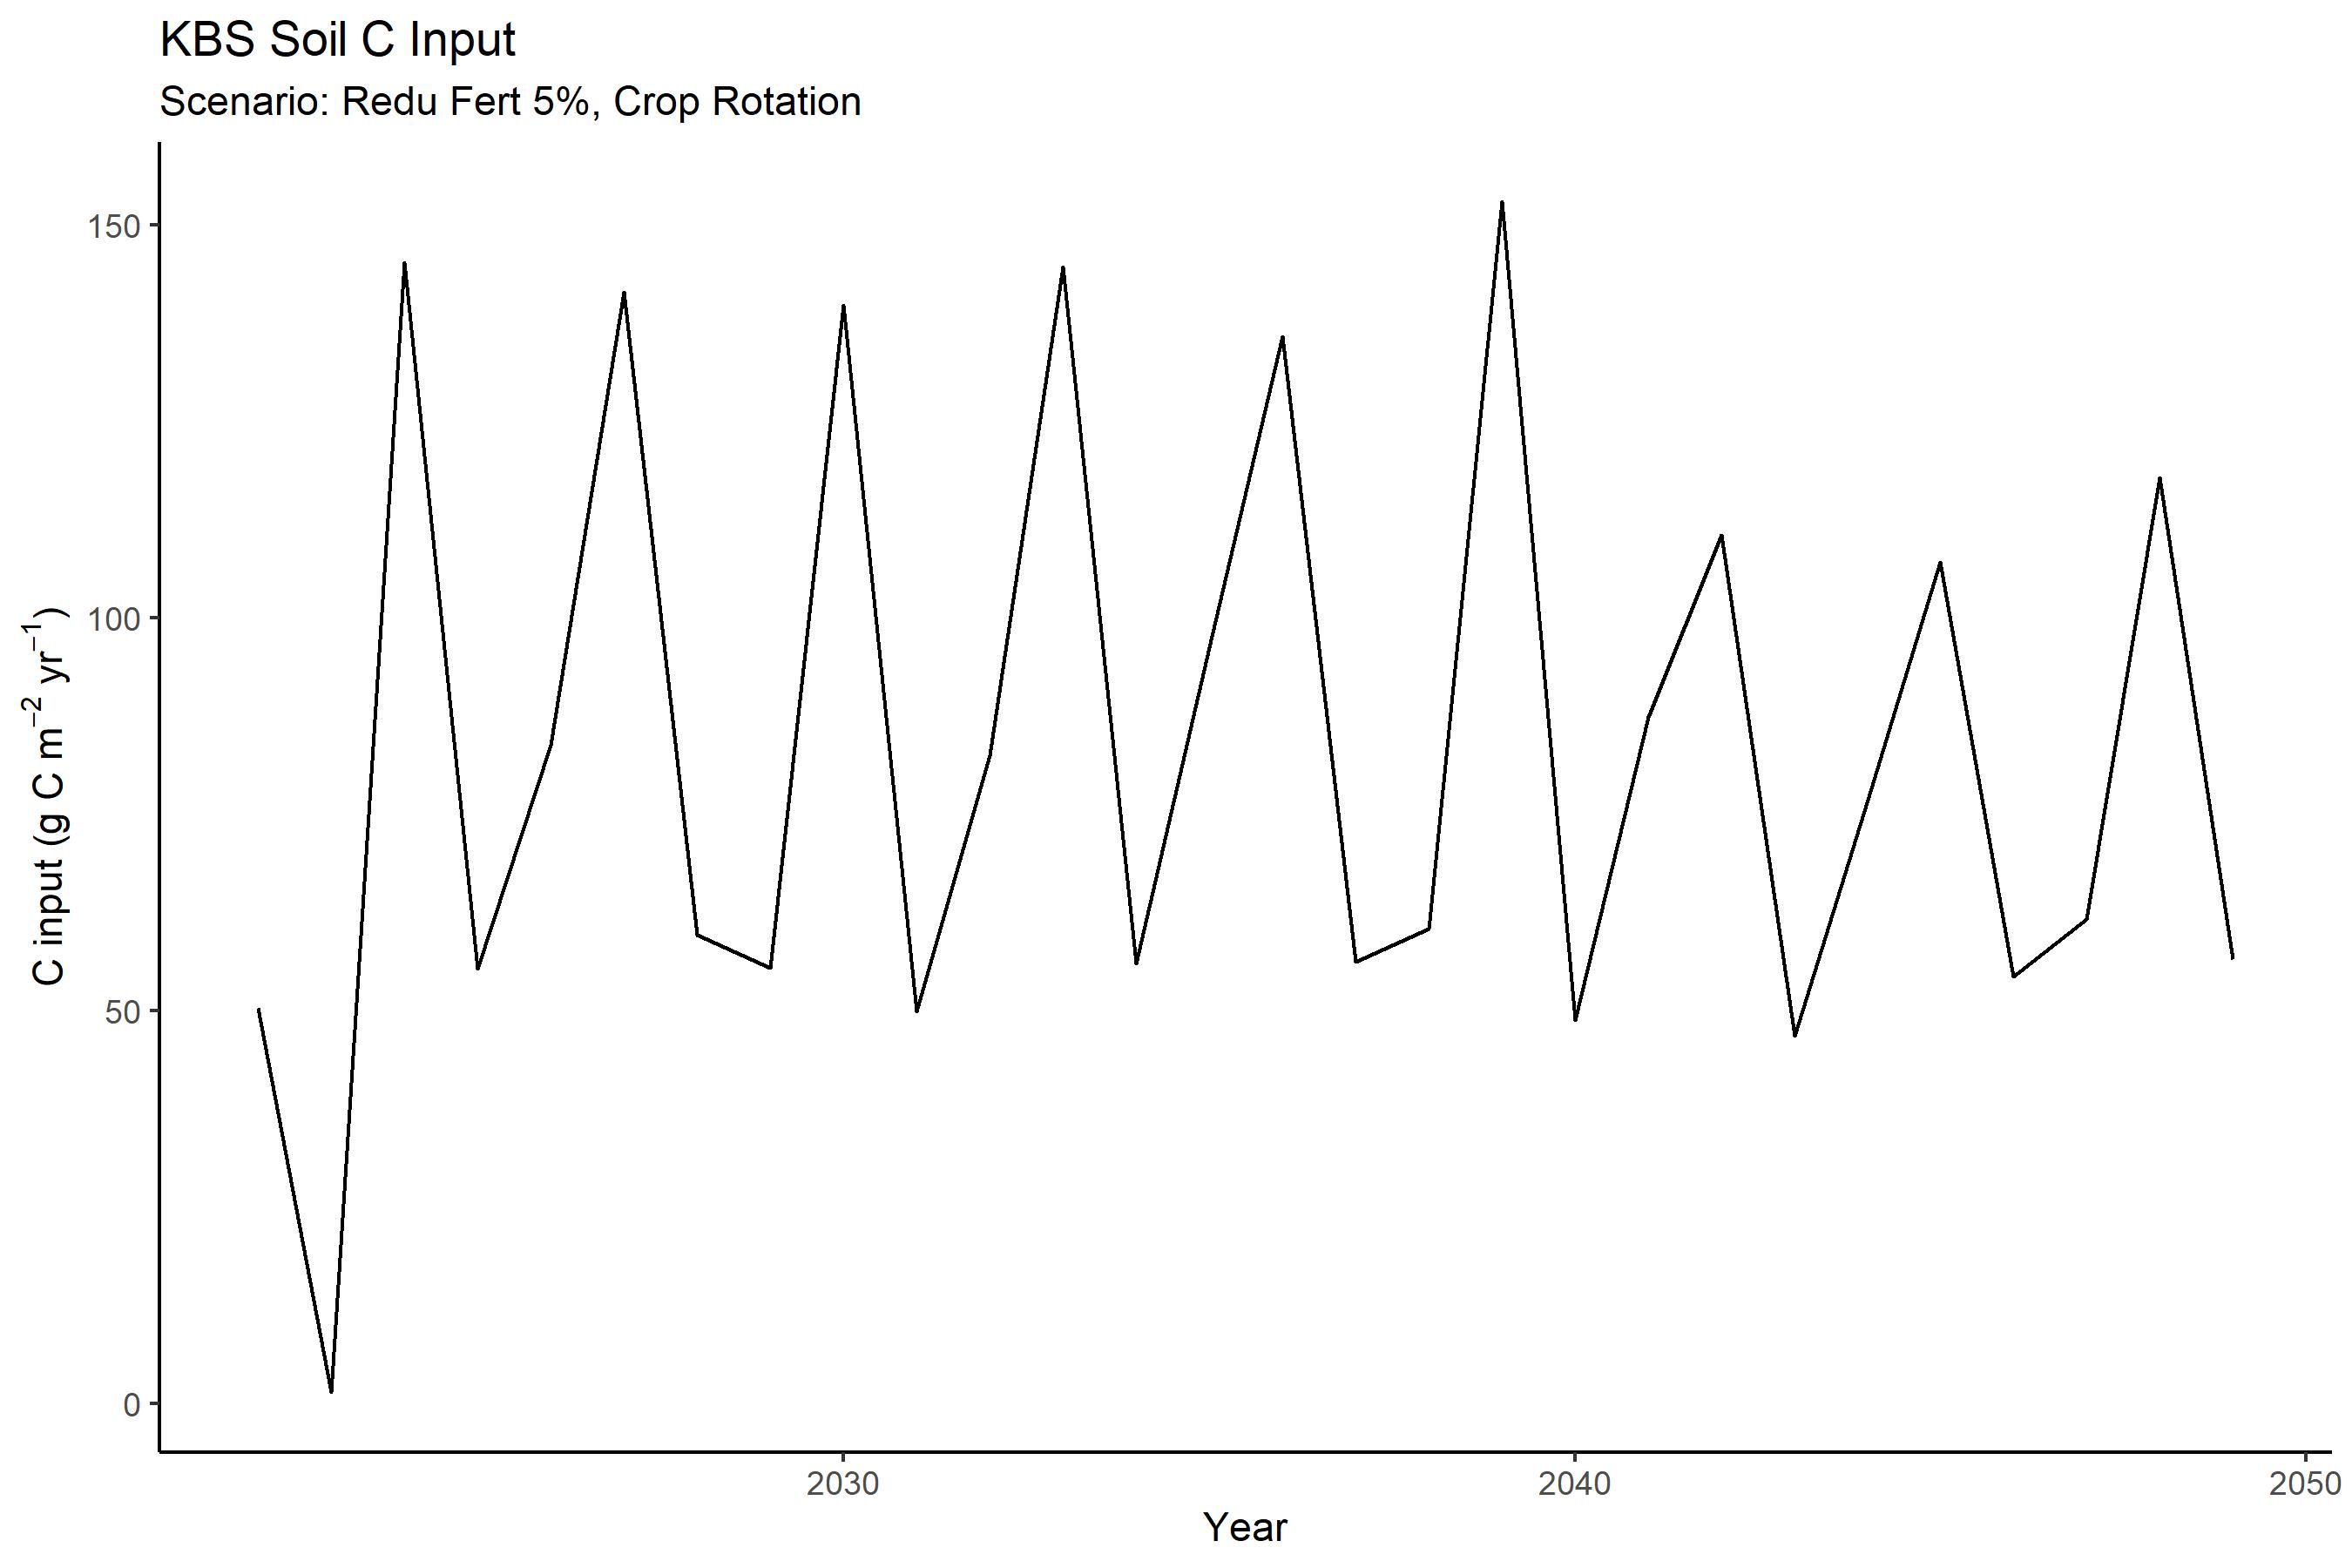 KBS Soil C Input
Scenario: Redu Fert 5%, Crop Rotation
C input (g C m⁻² yr⁻¹)
150
100
50
0
2030 2040 2050
Year